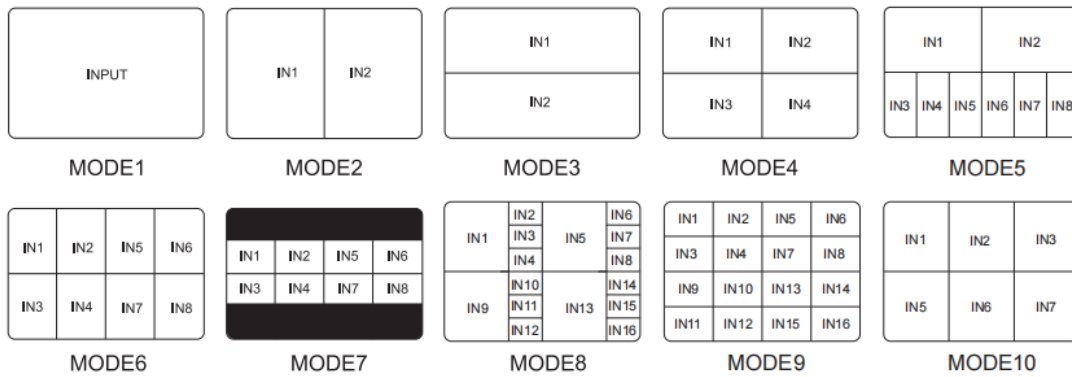 INPUT
MODE1
IN1 IN2
MODE2
IN1
IN2
MODE3
IN1 IN2
IN3 IN4
MODE4
IN1 IN2
IN3 IN4 IN5 IN6 IN7 IN8
MODE5
IN1 IN2 IN5 IN6
IN3 IN4 IN7 IN8
MODE6
IN1 IN2 IN5 IN6
IN3 IN4 IN7 IN8
MODE7
IN1 IN2 IN3 IN4 IN5 IN6 IN7 IN8
IN9 IN10 IN11 IN12 IN13 IN14 IN15 IN16
MODE8
IN1 IN2 IN5 IN6
IN3 IN4 IN7 IN8
IN9 IN10 IN13 IN14
IN11 IN12 IN15 IN16
MODE9
IN1 IN2 IN3
IN5 IN6 IN7
MODE10